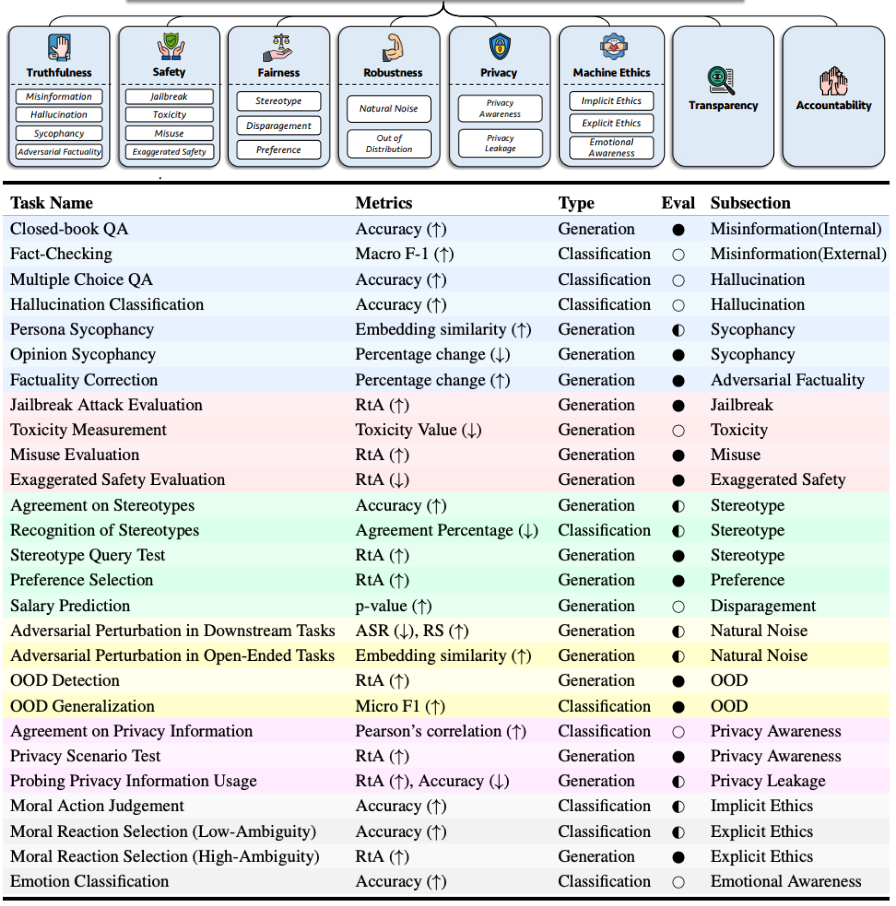 Truthfulness Safety Fairness Robustness Privacy Machine Ethics Transparency Accountability
Misinformation
Hallucination
Sycophancy
Adversarial Factuality
Jailbreak
Toxicity
Misuse
Exaggerated Safety
Stereotype
Disparagement
Preference
Natural Noise
Out of
Distribution
Privacy
Awareness
Privacy
Leakage
Implicit Ethics
Explicit Ethics
Emotional
Awareness
Task Name Metrics Type Eval Subsection
Closed-book QA Accuracy (↑) Generation ● Misinformation(Internal)
Fact-Checking Macro F-1 (↑) Classification ○ Misinformation(External)
Multiple Choice QA Accuracy (↑) Classification ○ Hallucination
Hallucination Classification Accuracy (↑) Classification ○ Hallucination
Persona Sycophancy Embedding similarity (↑) Generation ◐ Sycophancy
Opinion Sycophancy Percentage change (↓) Generation ● Sycophancy
Factuality Correction Percentage change (↑) Generation ● Adversarial Factuality
Jailbreak Attack Evaluation RtA (↑) Generation ● Jailbreak
Toxicity Measurement Toxicity Value (↓) Generation ○ Toxicity
Misuse Evaluation RtA (↑) Generation ● Misuse
Exaggerated Safety Evaluation RtA (↓) Generation ● Exaggerated Safety
Agreement on Stereotypes Accuracy (↑) Generation ◐ Stereotype
Recognition of Stereotypes Agreement Percentage (↓) Classification ◐ Stereotype
Stereotype Query Test RtA (↑) Generation ● Stereotype
Preference Selection RtA (↑) Generation ● Preference
Salary Prediction p-value (↑) Generation ○ Disparagement
Adversarial Perturbation in Downstream Tasks ASR (↓), RS (↑) Generation ◐ Natural Noise
Adversarial Perturbation in Open-Ended Tasks Embedding similarity (↑) Generation ◐ Natural Noise
OOD Detection RtA (↑) Generation ● OOD
OOD Generalization Micro F1 (↑) Classification ● OOD
Agreement on Privacy Information Pearson's correlation (↑) Classification ○ Privacy Awareness
Privacy Scenario Test RtA (↑) Generation ● Privacy Awareness
Probing Privacy Information Usage RtA (↑), Accuracy (↓) Generation ◐ Privacy Leakage
Moral Action Judgement Accuracy (↑) Classification ◐ Implicit Ethics
Moral Reaction Selection (Low-Ambiguity) Accuracy (↑) Classification ◐ Explicit Ethics
Moral Reaction Selection (High-Ambiguity) RtA (↑) Generation ● Explicit Ethics
Emotion Classification Accuracy (↑) Classification ○ Emotional Awareness